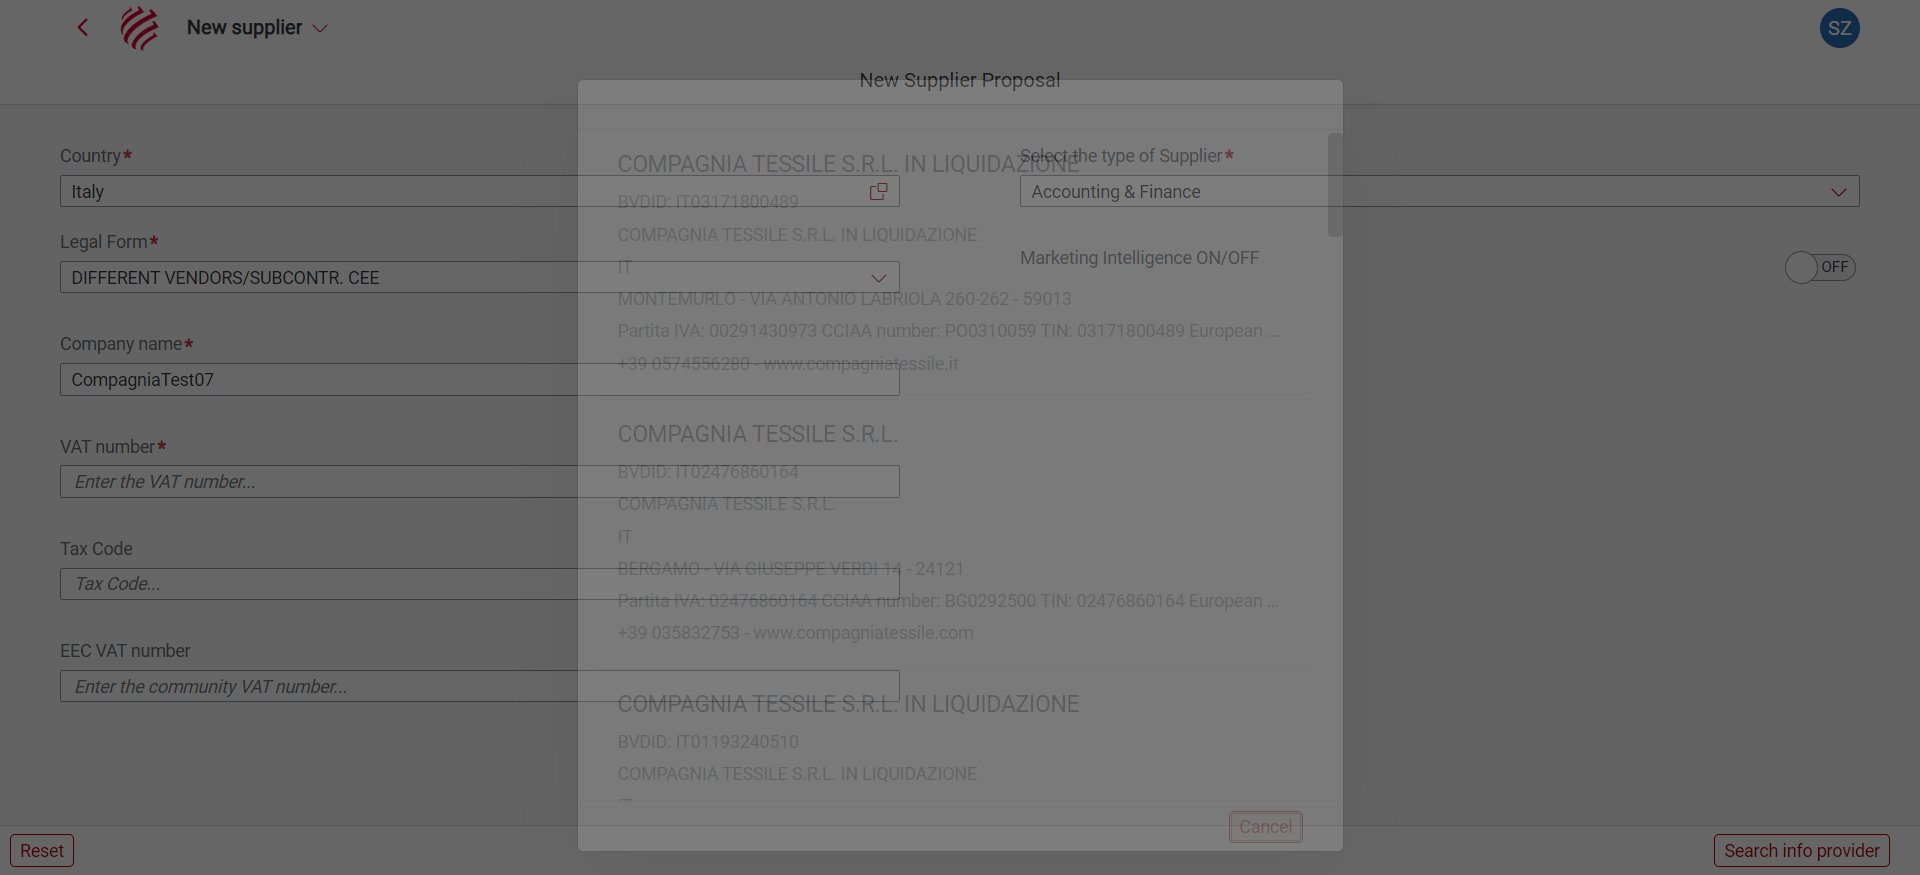 New supplier
SZ
New Supplier Proposal
Country*
Italy
Legal Form*
DIFFERENT VENDORS/SUBCONTR. CEE
Company name*
CompagniaTest07
VAT number*
Enter the VAT number...
Tax Code
Tax Code...
EEC VAT number
Enter the community VAT number...
Select the type of Supplier*
Accounting & Finance
Marketing Intelligence ON/OFF
OFF
COMPAGNIA TESSILE S.R.L. IN LIQUIDAZIONE
BVDID: IT03171800489
COMPAGNIA TESSILE S.R.L. IN LIQUIDAZIONE
IT
MONTEMURLO - VIA ANTONIO LABRIOLA 260-262 - 59013
Partita IVA: 00291430973 CCIAA number: PO0310059 TIN: 03171800489 European ...
+39 0574556280 - www.compagniatessile.it
COMPAGNIA TESSILE S.R.L.
BVDID: IT02476860164
COMPAGNIA TESSILE S.R.L.
IT
BERGAMO - VIA GIUSEPPE VERDI 14 - 24121
Partita IVA: 02476860164 CCIAA number: BG0292500 TIN: 02476860164 European ...
+39 035832753 - www.compagniatessile.com
COMPAGNIA TESSILE S.R.L. IN LIQUIDAZIONE
BVDID: IT01193240510
COMPAGNIA TESSILE S.R.L. IN LIQUIDAZIONE
Cancel
Reset
Search info provider